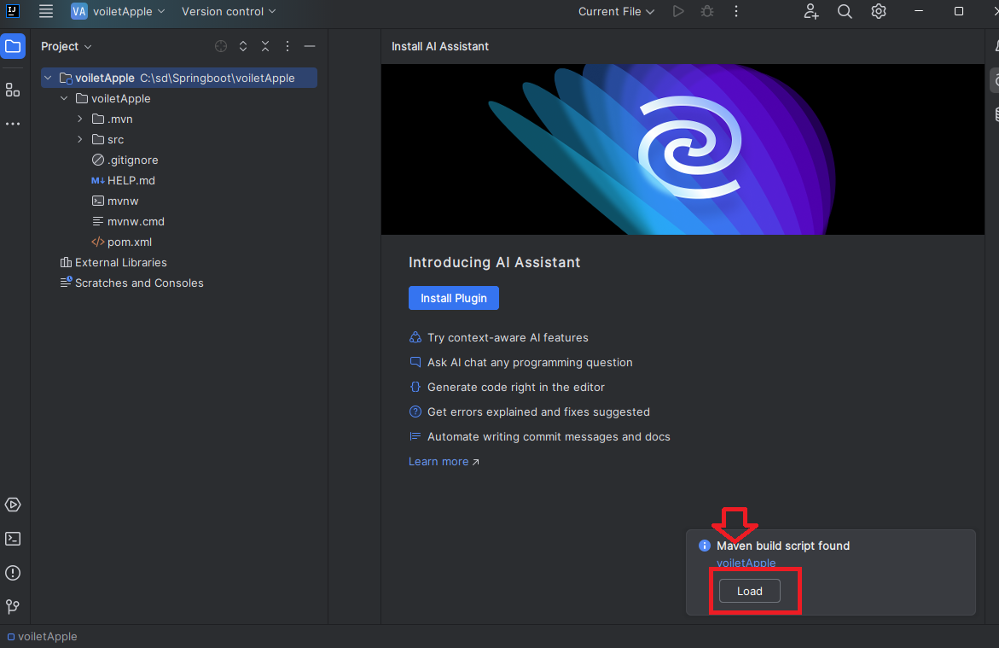 VA voiletApple Version control Current File
Project
Install AI Assistant
voiletApple C:\sd\Springboot\voiletApple
voiletApple
.mvn
src
.gitignore
M↓ HELP.md
mvnw
mvnw.cmd
</> pom.xml
External Libraries
Scratches and Consoles
Introducing AI Assistant
Install Plugin
Try context-aware AI features
Ask AI chat any programming question
Generate code right in the editor
Get errors explained and fixes suggested
Automate writing commit messages and docs
Learn more ↗
Maven build script found
voiletApple
Load
voiletApple